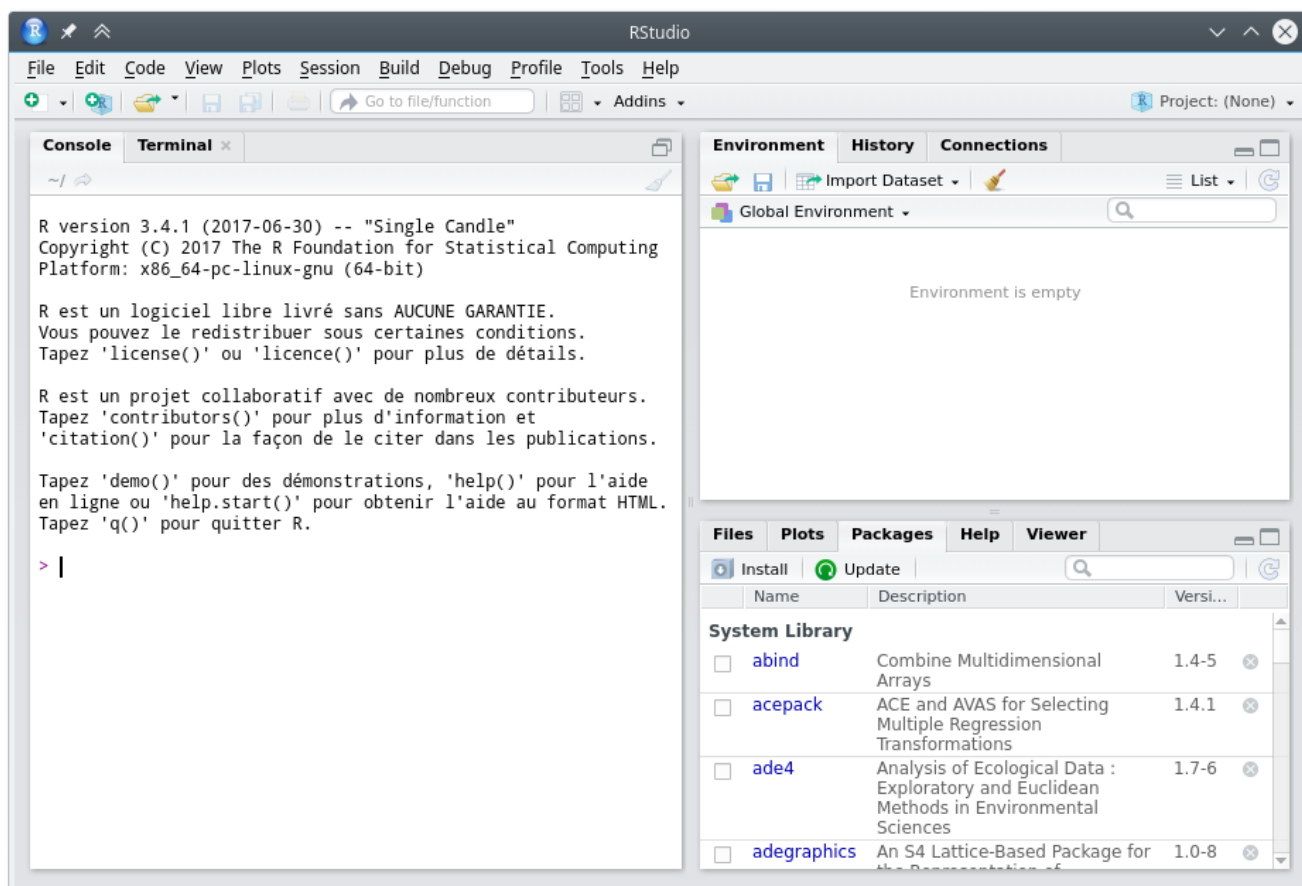 RStudio
File Edit Code View Plots Session Build Debug Profile Tools Help
Go to file/function Addins Project: (None)
Console Terminal
~/
R version 3.4.1 (2017-06-30) -- "Single Candle"
Copyright (C) 2017 The R Foundation for Statistical Computing
Platform: x86_64-pc-linux-gnu (64-bit)
R est un logiciel libre livré sans AUCUNE GARANTIE.
Vous pouvez le redistribuer sous certaines conditions.
Tapez 'license()' ou 'licence()' pour plus de détails.
R est un projet collaboratif avec de nombreux contributeurs.
Tapez 'contributors()' pour plus d'information et
'citation()' pour la façon de le citer dans les publications.
Tapez 'demo()' pour des démonstrations, 'help()' pour l'aide
en ligne ou 'help.start()' pour obtenir l'aide au format HTML.
Tapez 'q()' pour quitter R.
>
Environment History Connections
Import Dataset List
Global Environment
Environment is empty
Files Plots Packages Help Viewer
Install Update
Name Description Versi...
System Library
abind Combine Multidimensional 1.4-5
Arrays
acepack ACE and AVAS for Selecting 1.4.1
Multiple Regression
Transformations
ade4 Analysis of Ecological Data : 1.7-6
Exploratory and Euclidean
Methods in Environmental
Sciences
adegraphics An S4 Lattice-Based Package for 1.0-8
the Representation of